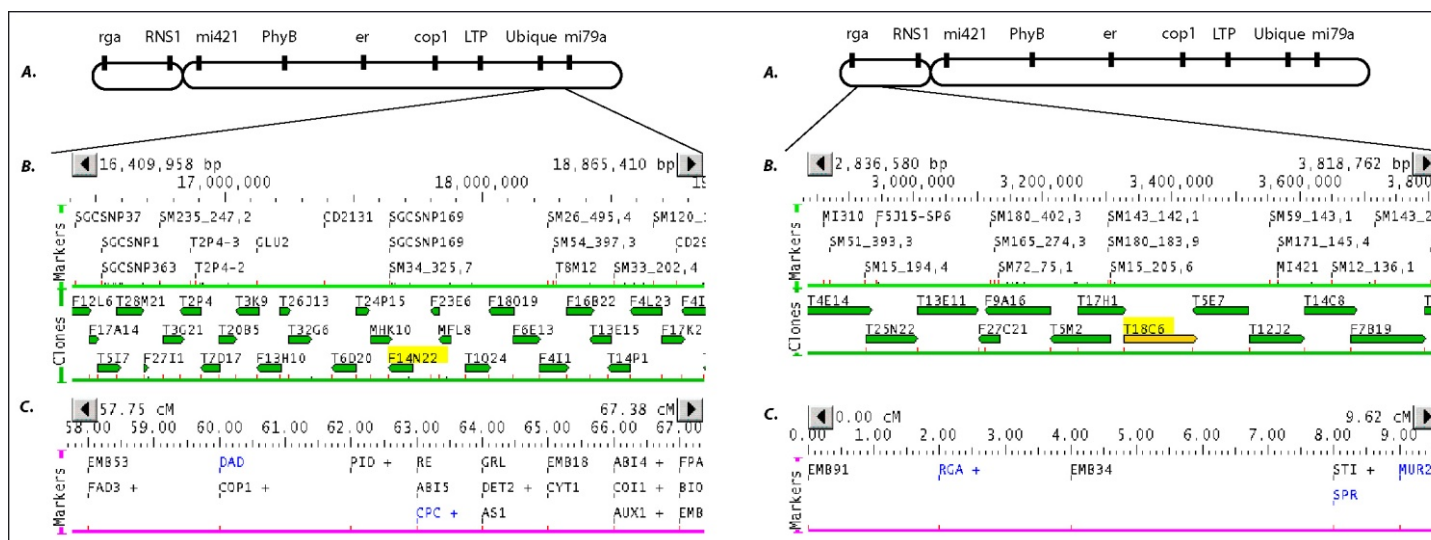 rga RNS1 mi421 PhyB er cop1 LTP Ubique mi79a
A.
B.
16,409,958 bp 18,865,410 bp
17,000,000 18,000,000
Markers
SGCSNP37 SM235_247,2 CD2131 SGCSNP169 SM26_495,4 SM120_
SGCSNP1 T2P4-3 GLU2 SGCSNP169 SM54_397,3 CD29
SGCSNP363 T2P4-2 SM34_325,7 T8M12 SM33_202,4
Clones
F12L6 T28M21 T2P4 T3K9 T26J13 T24P15 F23E6 F18O19 F16B22 F4L23 F4I
F17A14 T3G21 T20B5 T32G6 MHK10 MFL8 F6E13 T13E15 F17K2
T5I7 F27I1 T7D17 F13H10 T6D20 F14N22 T1O24 F4I1 T14P1
C.
57.75 cM 67.38 cM
58.00 59.00 60.00 61.00 62.00 63.00 64.00 65.00 66.00 67.00
Markers
EMB53 DAD PID + RE GRL EMB18 ABI4 + FPA
FAD3 + COP1 + ABI5 DET2 + CYT1 COI1 + BIO
CPC + AS1 AUX1 + EMB
rga RNS1 mi421 PhyB er cop1 LTP Ubique mi79a
A.
B.
2,836,580 bp 3,818,762 bp
3,000,000 3,200,000 3,400,000 3,600,000 3,80
Markers
MI310 F5J15-SP6 SM180_402,3 SM143_142,1 SM59_143,1 SM143_2
SM51_393,3 SM165_274,3 SM180_183,9 SM171_145,4
SM15_194,4 SM72_75,1 SM15_205,6 MI421 SM12_136,1
Clones
T4E14 T13E11 F9A16 T17H1 T5E7 T14C8
T25N22 F27C21 T5M2 T18C6 T12J2 F7B19
C.
0.00 cM 9.62 cM
0.00 1.00 2.00 3.00 4.00 5.00 6.00 7.00 8.00 9.00
Markers
EMB91 RGA + EMB34 STI + MUR2
SPR